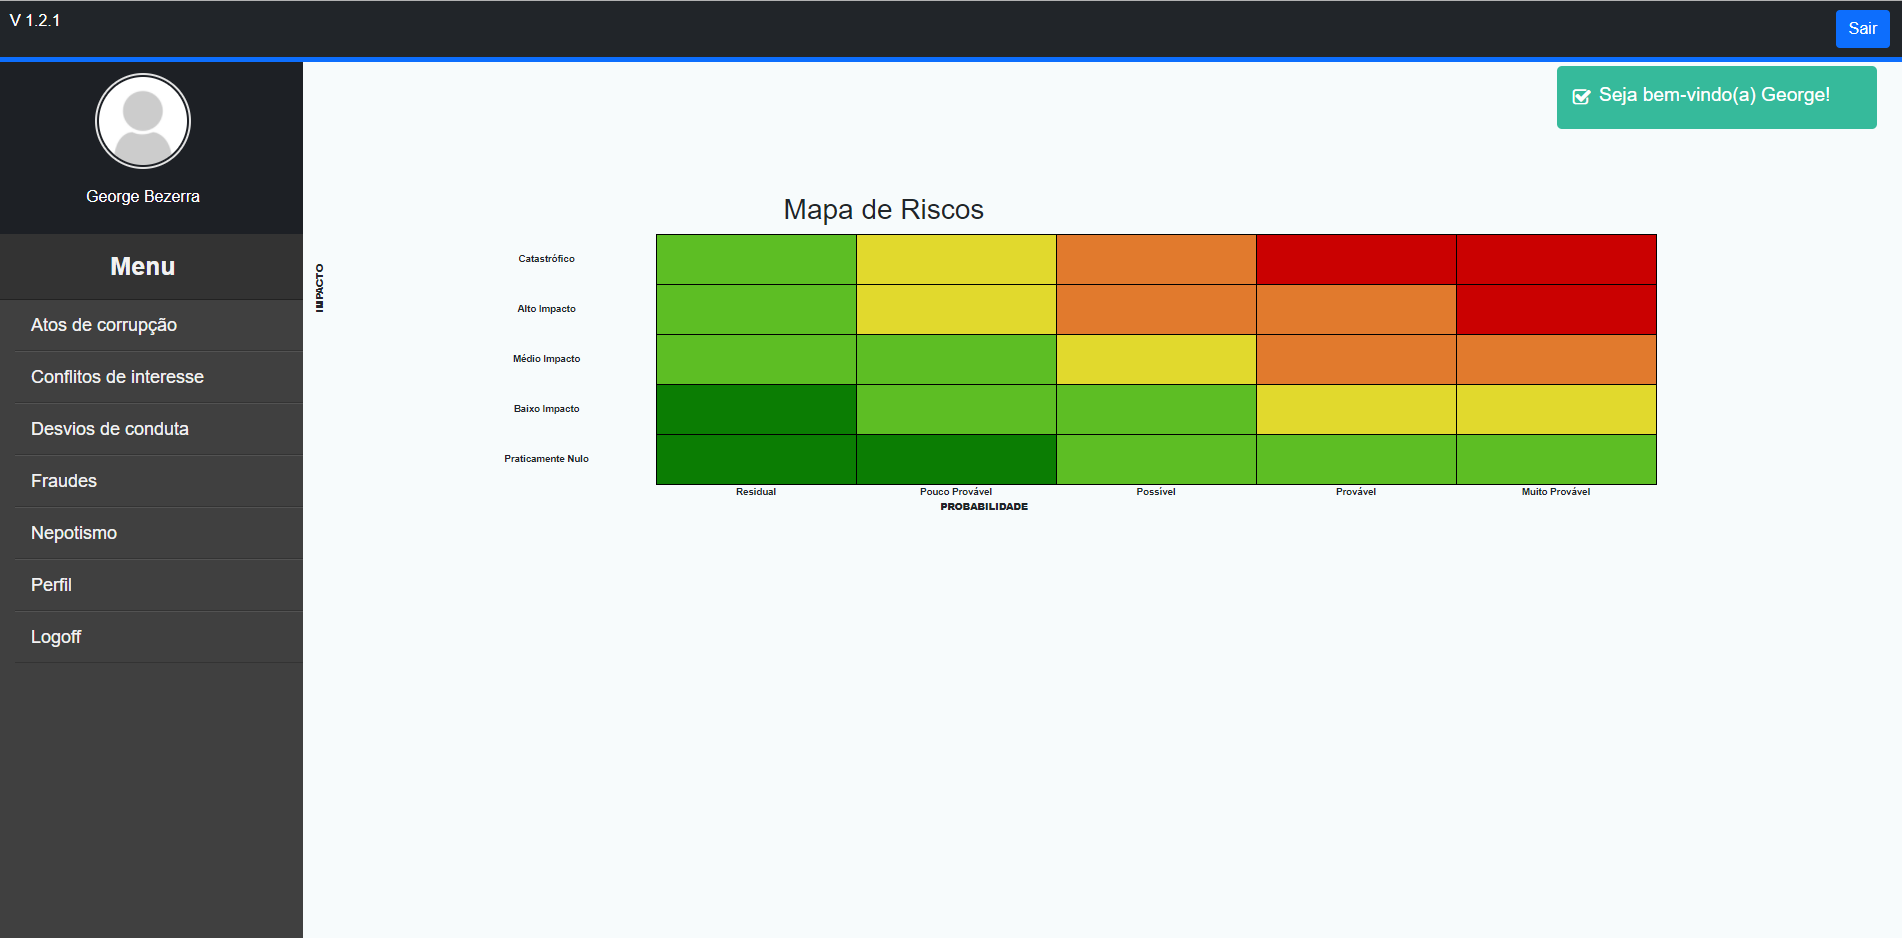 V 1.2.1
Sair
Seja bem-vindo(a) George!
George Bezerra
Menu
Atos de corrupção
Conflitos de interesse
Desvios de conduta
Fraudes
Nepotismo
Perfil
Logoff
Mapa de Riscos
IMPACTO
Catastrófico
Alto Impacto
Médio Impacto
Baixo Impacto
Praticamente Nulo
Residual Pouco Provável Possível Provável Muito Provável
PROBABILIDADE